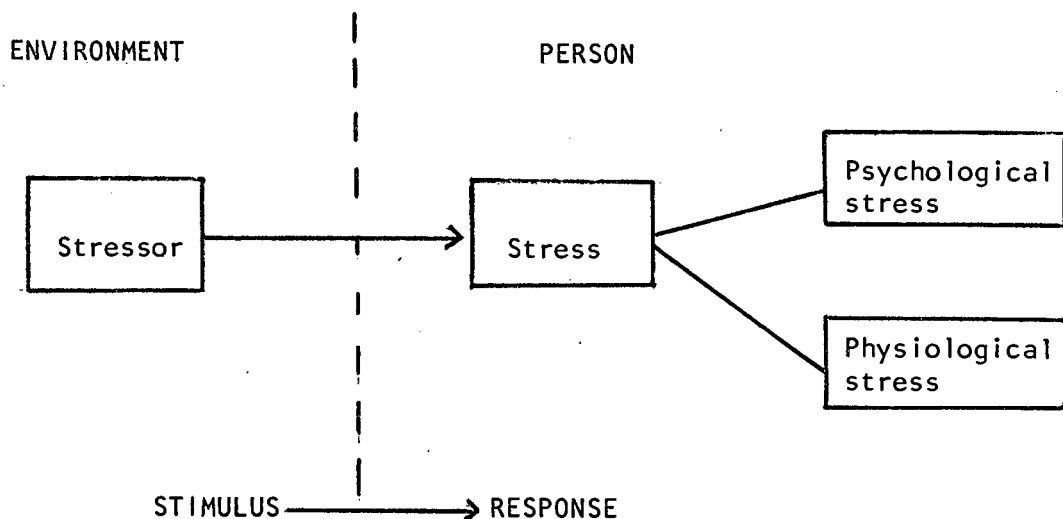 ENVIRONMENT
PERSON
Psychological
stress
Stressor
Stress
Physiological
stress
STIMULUS
RESPONSE